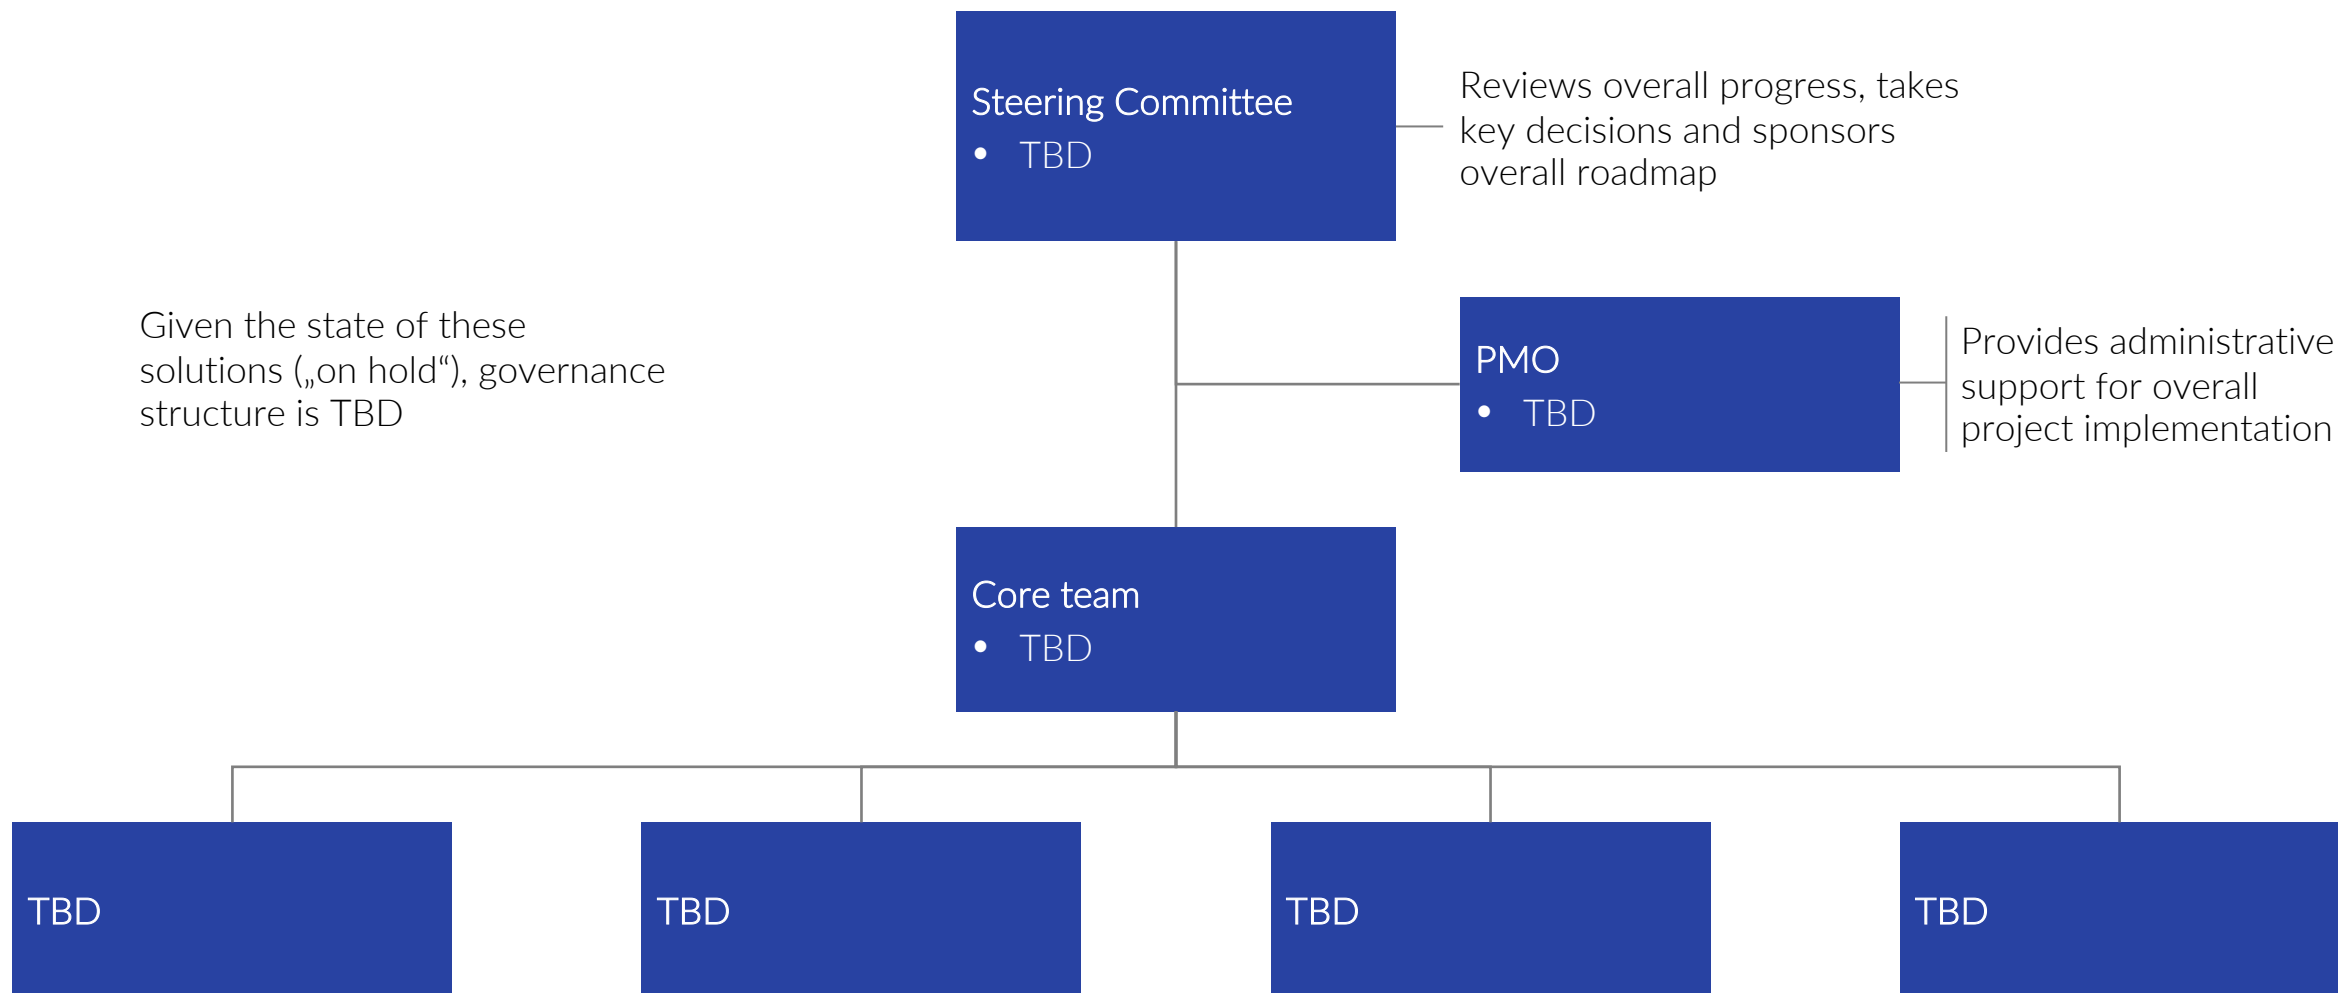 Steering Committee
• TBD
Reviews overall progress, takes
key decisions and sponsors
overall roadmap
Given the state of these
solutions („on hold“), governance
structure is TBD
PMO
• TBD
Provides administrative
support for overall
project implementation
Core team
• TBD
TBD
TBD
TBD
TBD